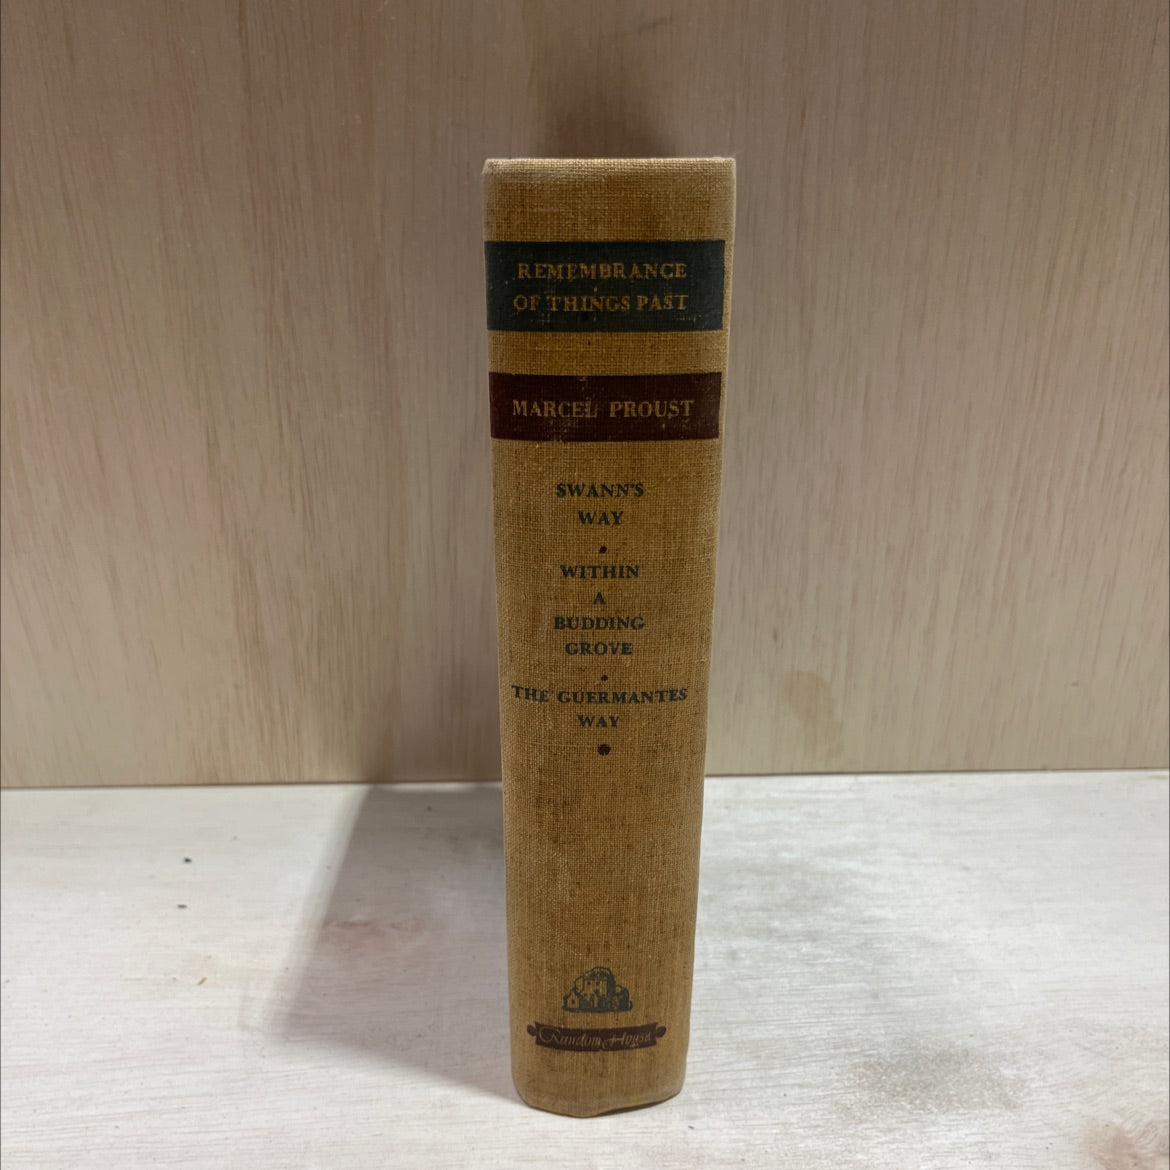 REMEMBRANCE
OF THINGS PAST
MARCEL PROUST
SWANN'S
WAY
WITHIN
A
BUDDING
GROVE
THE GUERMANTES
WAY
Random House